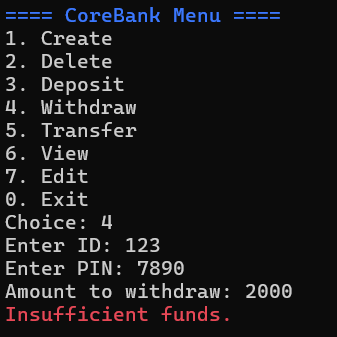 ==== CoreBank Menu ====
1. Create
2. Delete
3. Deposit
4. Withdraw
5. Transfer
6. View
7. Edit
0. Exit
Choice: 4
Enter ID: 123
Enter PIN: 7890
Amount to withdraw: 2000
Insufficient funds.